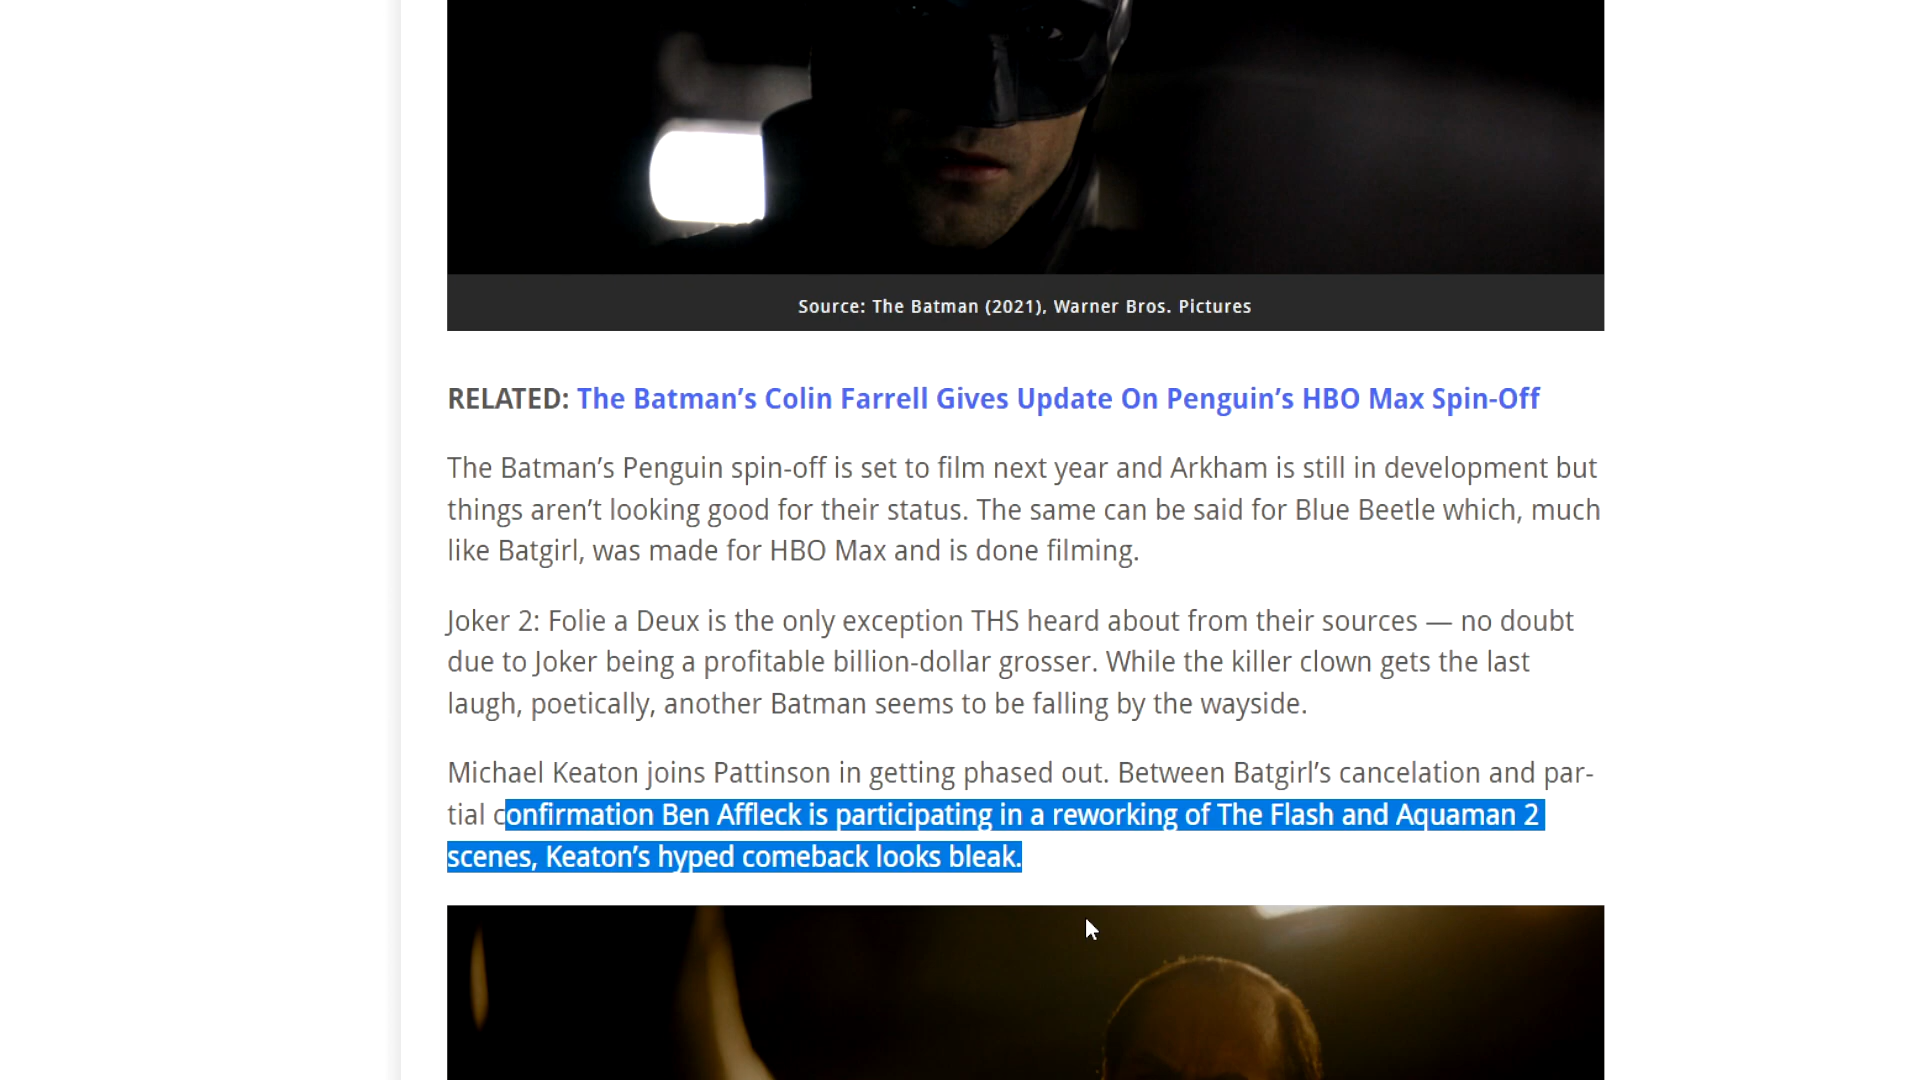 Source: The Batman (2021), Warner Bros. Pictures
RELATED: The Batman’s Colin Farrell Gives Update On Penguin’s HBO Max Spin-Off
The Batman’s Penguin spin-off is set to film next year and Arkham is still in development but
things aren’t looking good for their status. The same can be said for Blue Beetle which, much
like Batgirl, was made for HBO Max and is done filming.
Joker 2: Folie a Deux is the only exception THS heard about from their sources — no doubt
due to Joker being a profitable billion-dollar grosser. While the killer clown gets the last
laugh, poetically, another Batman seems to be falling by the wayside.
Michael Keaton joins Pattinson in getting phased out. Between Batgirl’s cancelation and par-
tial confirmation Ben Affleck is participating in a reworking of The Flash and Aquaman 2
scenes, Keaton’s hyped comeback looks bleak.